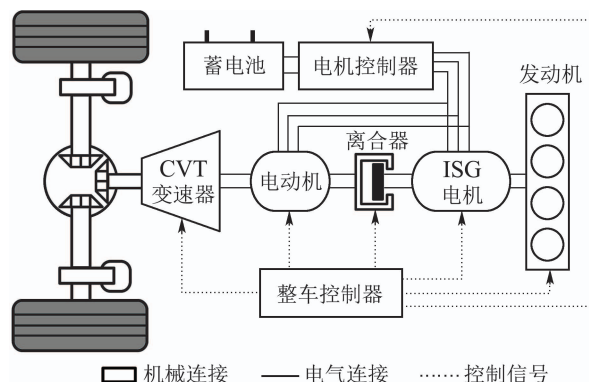 蓄电池
电机控制器
发动机
离合器
CVT
变速器
电动机
ISG
电机
整车控制器
机械连接
电气连接
控制信号